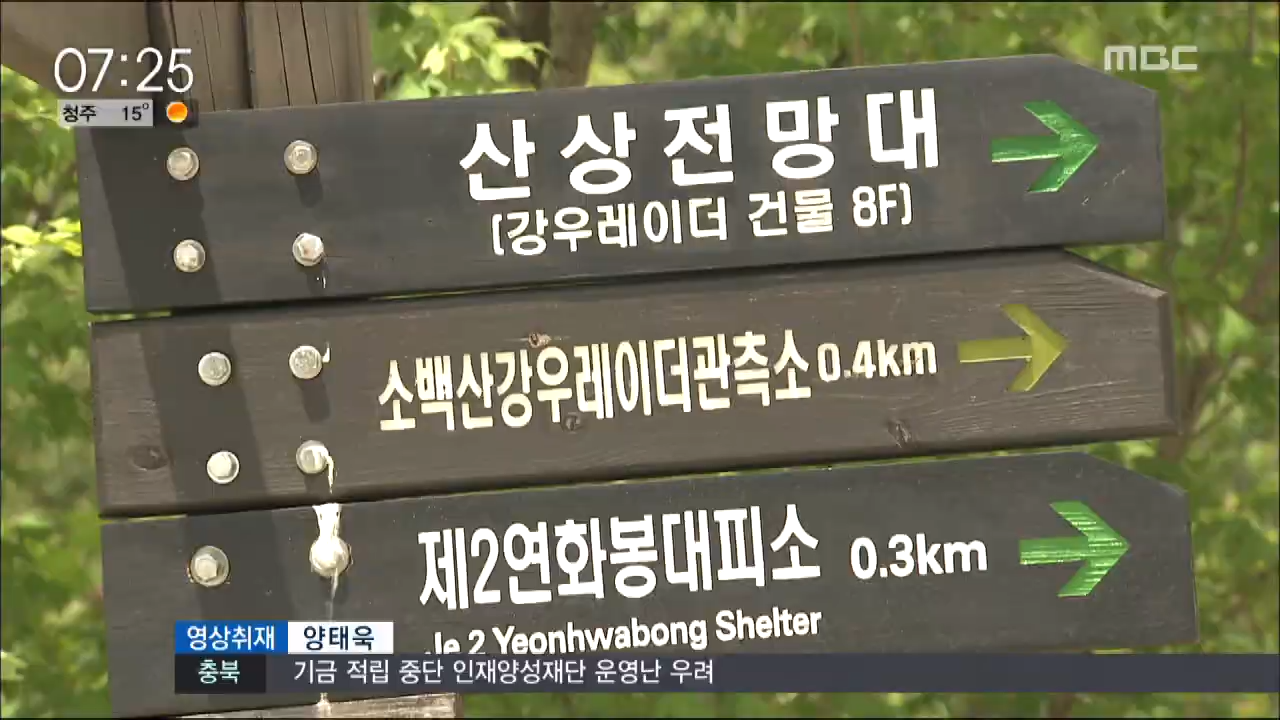 07:25
MBC
청주 15°
산상전망대
(강우레이더 건물 8F)
소백산강우레이더관측소 0.4km
제2연화봉대피소 0.3km
Je 2 Yeonhwabong Shelter
영상취재 양태욱
충북 기금 적립 중단 인재양성재단 운영난 우려